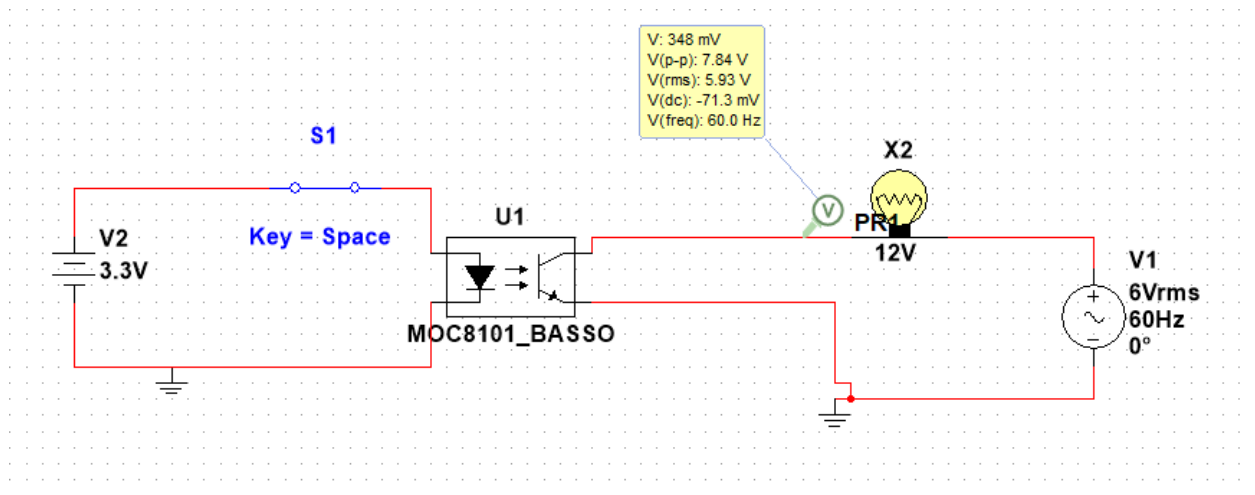 V: 348 mV
V(p-p): 7.84 V
V(rms): 5.93 V
V(dc): -71.3 mV
V(freq): 60.0 Hz
S1
X2
V
PR1
12V
U1
Key = Space
V2
3.3V
V1
6Vrms
60Hz
0°
MOC8101_BASSO